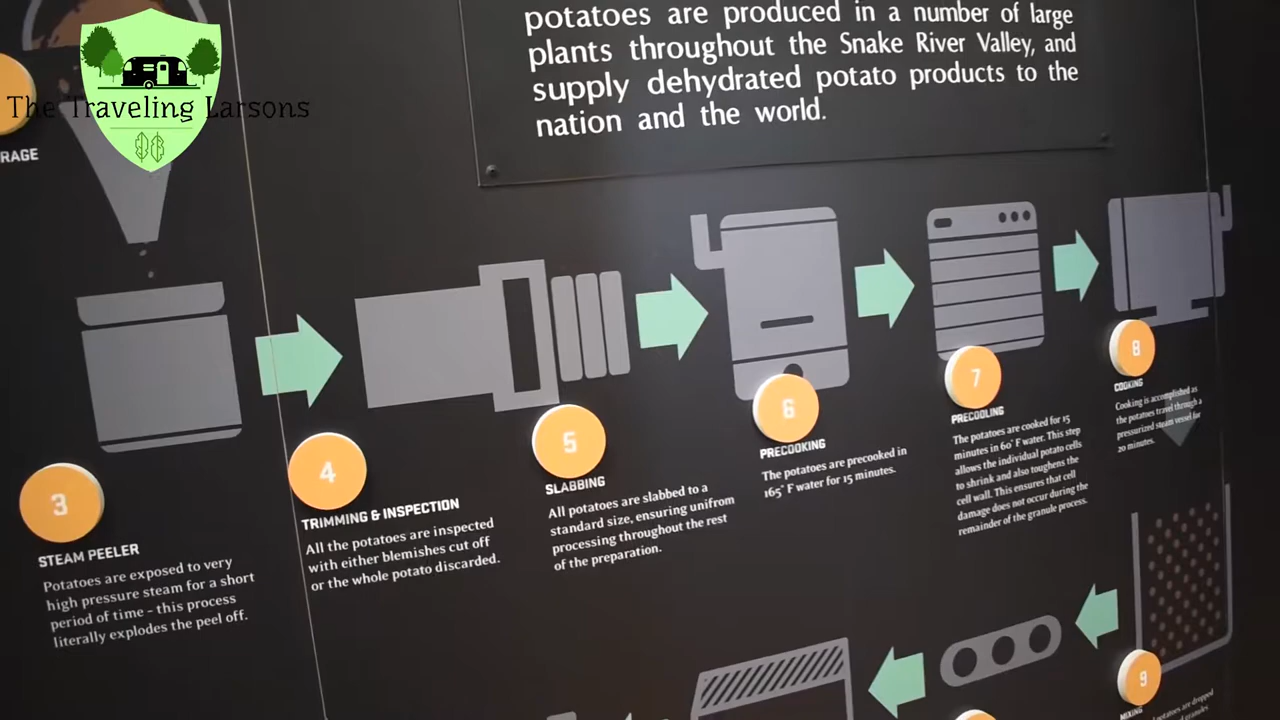 The Traveling Larsons
potatoes are produced in a number of large
plants throughout the Snake River Valley, and
supply dehydrated potato products to the
nation and the world.
RAGE
3
STEAM PEELER
Potatoes are exposed to very
high pressure steam for a short
period of time - this process
literally explodes the peel off.
4
TRIMMING & INSPECTION
All the potatoes are inspected
with either blemishes cut off
or the whole potato discarded.
5
SLABBING
All potatoes are slabbed to a
standard size, ensuring unifrom
processing throughout the rest
of the preparation.
6
PRECOOKING
The potatoes are precooked in
165° F water for 15 minutes.
7
PRECOOLING
The potatoes are cooked for 15
minutes in 60° F water. This step
allows the individual potato cells
to shrink and also toughens the
cell wall. This ensures that cell
damage does not occur during the
remainder of the granule process.
8
COOKING
Cooking is accomplished as
the potatoes travel through a
pressurized steam vessel for
20 minutes.
9
MIXING
potatoes are dropped